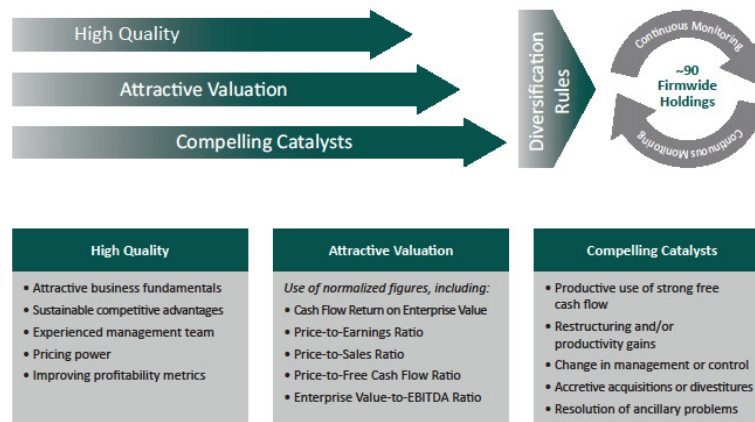 High Quality
Attractive Valuation
Compelling Catalysts
Diversification
Rules
Continuous Monitoring
~90
Firmwide
Holdings
Continuous Monitoring
High Quality
• Attractive business fundamentals
• Sustainable competitive advantages
• Experienced management team
• Pricing power
• Improving profitability metrics
Attractive Valuation
Use of normalized figures, including:
• Cash Flow Return on Enterprise Value
• Price-to-Earnings Ratio
• Price-to-Sales Ratio
• Price-to-Free Cash Flow Ratio
• Enterprise Value-to-EBITDA Ratio
Compelling Catalysts
• Productive use of strong free
cash flow
• Restructuring and/or
productivity gains
• Change in management or control
• Accretive acquisitions or divestitures
• Resolution of ancillary problems